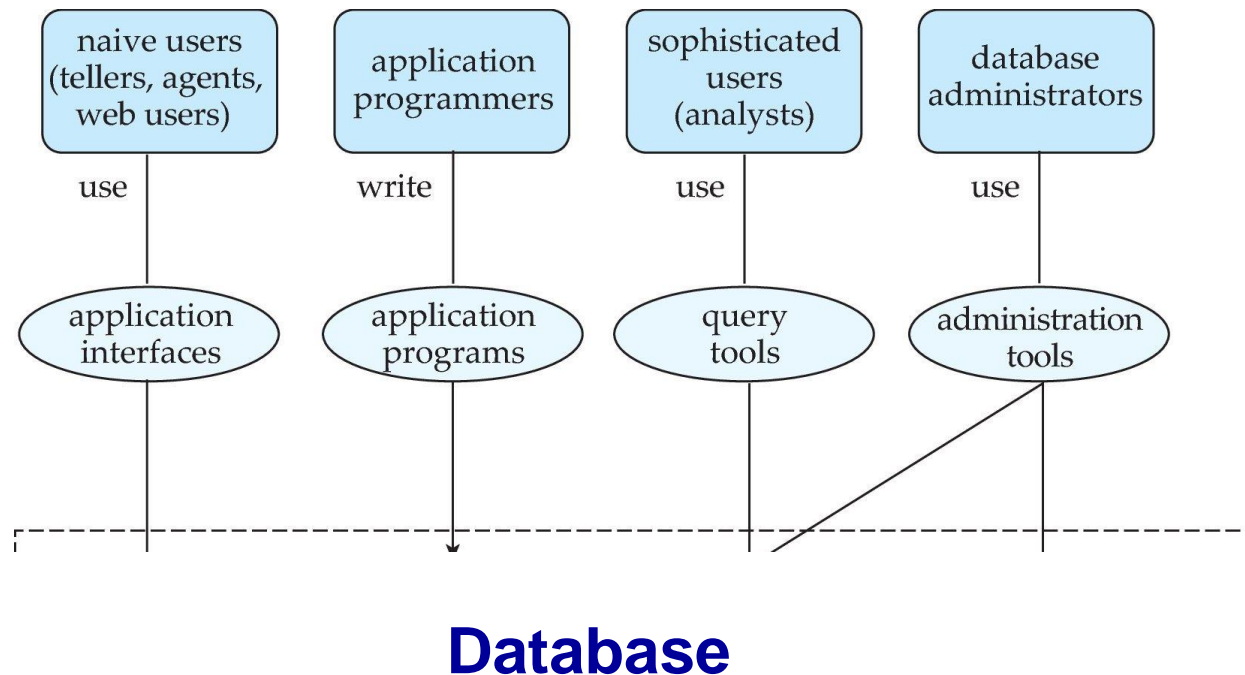 naive users
(tellers, agents,
web users)
application
programmers
sophisticated
users
(analysts)
database
administrators
use
write
use
use
application
interfaces
application
programs
query
tools
administration
tools
Database